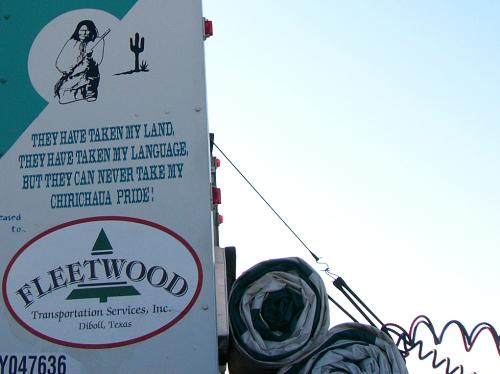 THEY HAVE TAKEN MY LAND,
THEY HAVE TAKEN MY LANGUAGE,
BUT THEY CAN NEVER TAKE MY
CHIRICHAUA PRIDE!
to
FLEETWOOD
Transportation Services, Inc.
Diboll, Texas
Y047636